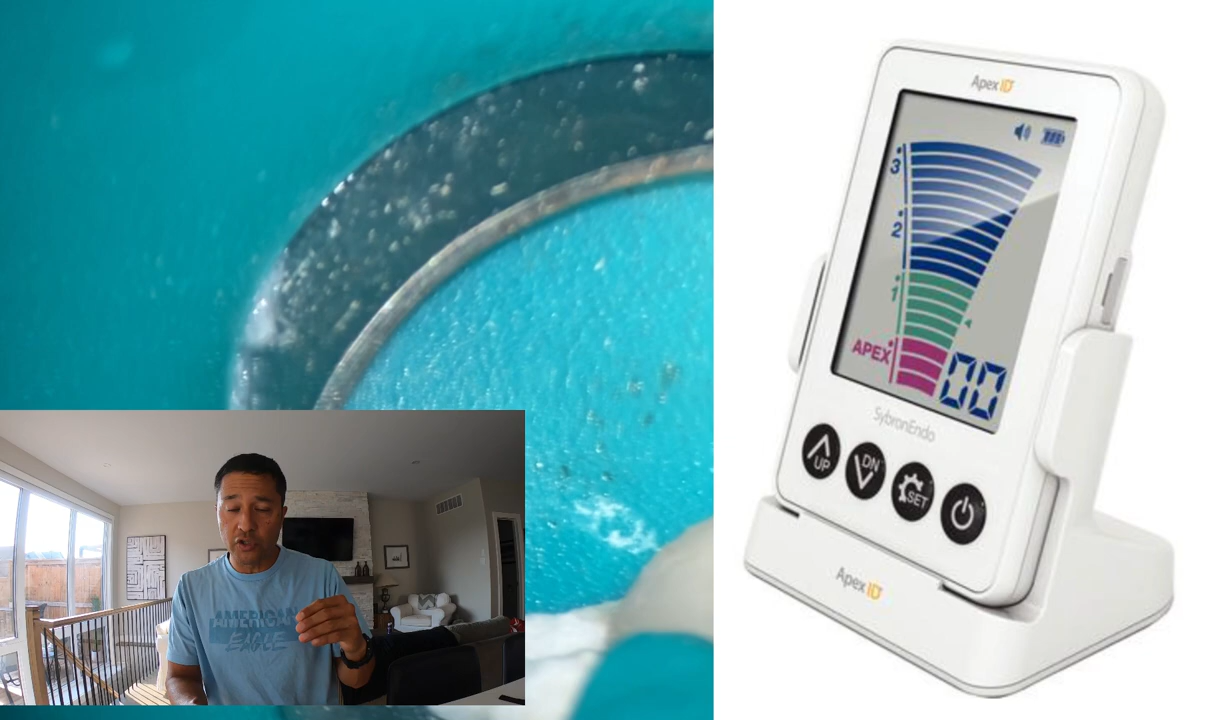 Apex ID
3
2
1
APEX
00
SybronEndo
UP
DN
SET
Apex ID
AMERICAN
EAGLE